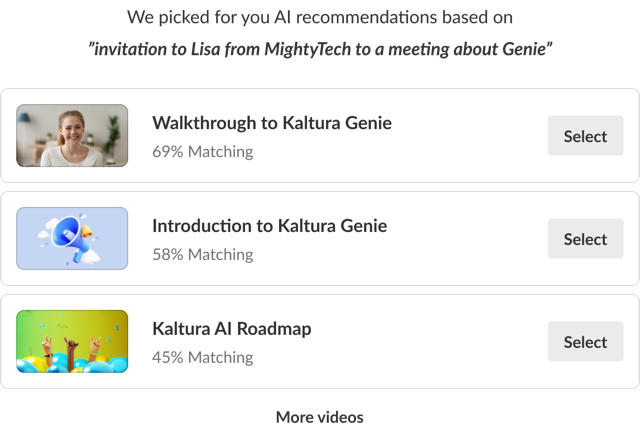 We picked for you AI recommendations based on
”invitation to Lisa from MightyTech to a meeting about Genie”
Walkthrough to Kaltura Genie
69% Matching
Select
Introduction to Kaltura Genie
58% Matching
Select
Kaltura AI Roadmap
45% Matching
Select
More videos